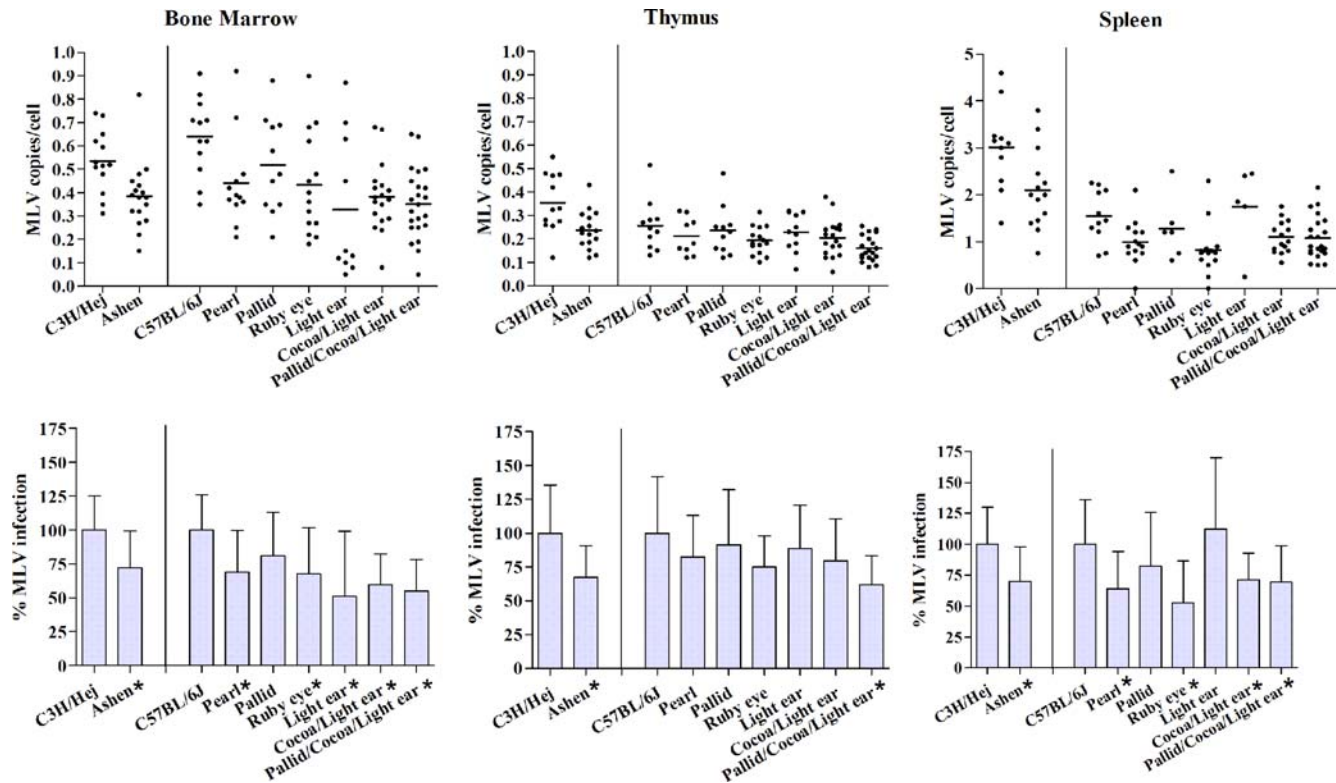 Bone Marrow
MLV copies/cell
1.0
0.9
0.8
0.7
0.6
0.5
0.4
0.3
0.2
0.1
0.0
C3H/Hej
Ashen
C57BL/6J
Pearl
Pallid
Ruby eye
Light ear
Cocoa/Light ear
Pallid/Cocoa/Light ear
Thymus
MLV copies/cell
1.0
0.9
0.8
0.7
0.6
0.5
0.4
0.3
0.2
0.1
0.0
C3H/Hej
Ashen
C57BL/6J
Pearl
Pallid
Ruby eye
Light ear
Cocoa/Light ear
Pallid/Cocoa/Light ear
Spleen
MLV copies/cell
5
4
3
2
1
0
C3H/Hej
Ashen
C57BL/6J
Pearl
Pallid
Ruby eye
Light ear
Cocoa/Light ear
Pallid/Cocoa/Light ear
% MLV infection
175
150
125
100
75
50
25
0
C3H/Hej
Ashen*
C57BL/6J
Pearl*
Pallid
Ruby eye*
Light ear*
Cocoa/Light ear*
Pallid/Cocoa/Light ear*
% MLV infection
175
150
125
100
75
50
25
0
C3H/Hej
Ashen*
C57BL/6J
Pearl
Pallid
Ruby eye
Light ear
Cocoa/Light ear
Pallid/Cocoa/Light ear*
% MLV infection
175
150
125
100
75
50
25
0
C3H/Hej
Ashen*
C57BL/6J
Pearl*
Pallid
Ruby eye*
Light ear
Cocoa/Light ear*
Pallid/Cocoa/Light ear*